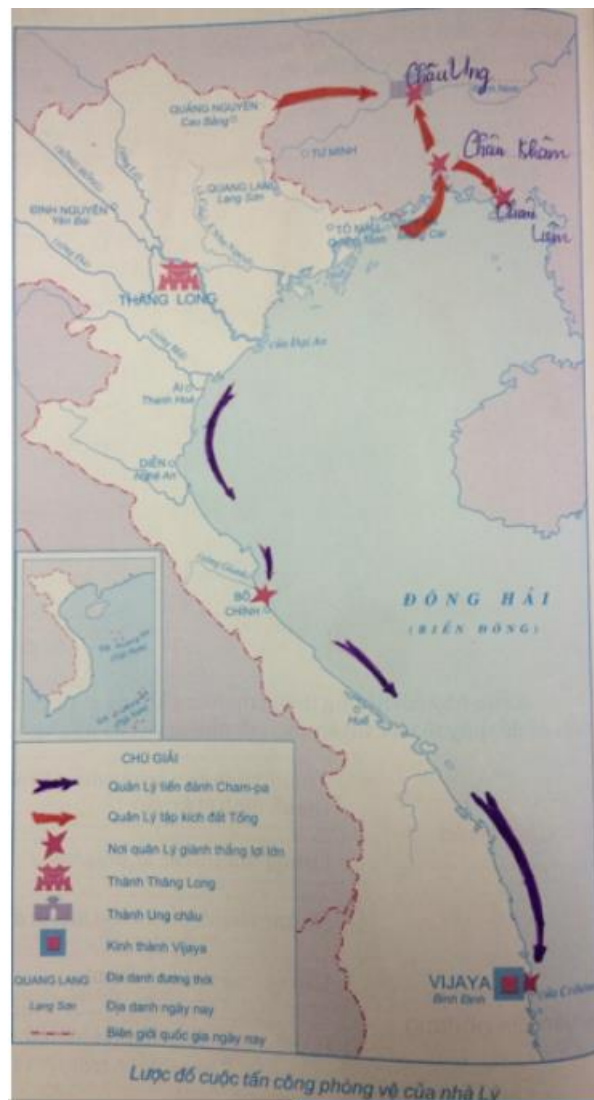 Châu Ung
QUẢNG NGUYÊN
Cao Bằng
Châu Khâm
TƯ MINH
QUANG LANG
Lạng Sơn
Châu Liêm
ĐỊNH NGUYÊN
Yên Bái
TÔ MẬU
THĂNG LONG
cửa Đại An
ÁI
Thanh Hoá
DIỄN
Nghệ An
sông Gianh
BỐ CHÍNH
ĐÔNG HẢI
(BIỂN ĐÔNG)
Huế
CHÚ GIẢI
Quân Lý tiến đánh Cham-pa
Quân Lý tập kích đất Tống
Nơi quân Lý giành thắng lợi lớn
Thành Thăng Long
Thành Ung châu
Kinh thành Vijaya
QUANG LANG Địa danh đương thời
Lạng Sơn Địa danh ngày nay
Biên giới quốc gia ngày nay
VIJAYA
Bình Định
Lược đồ cuộc tấn công phòng vệ của nhà Lý